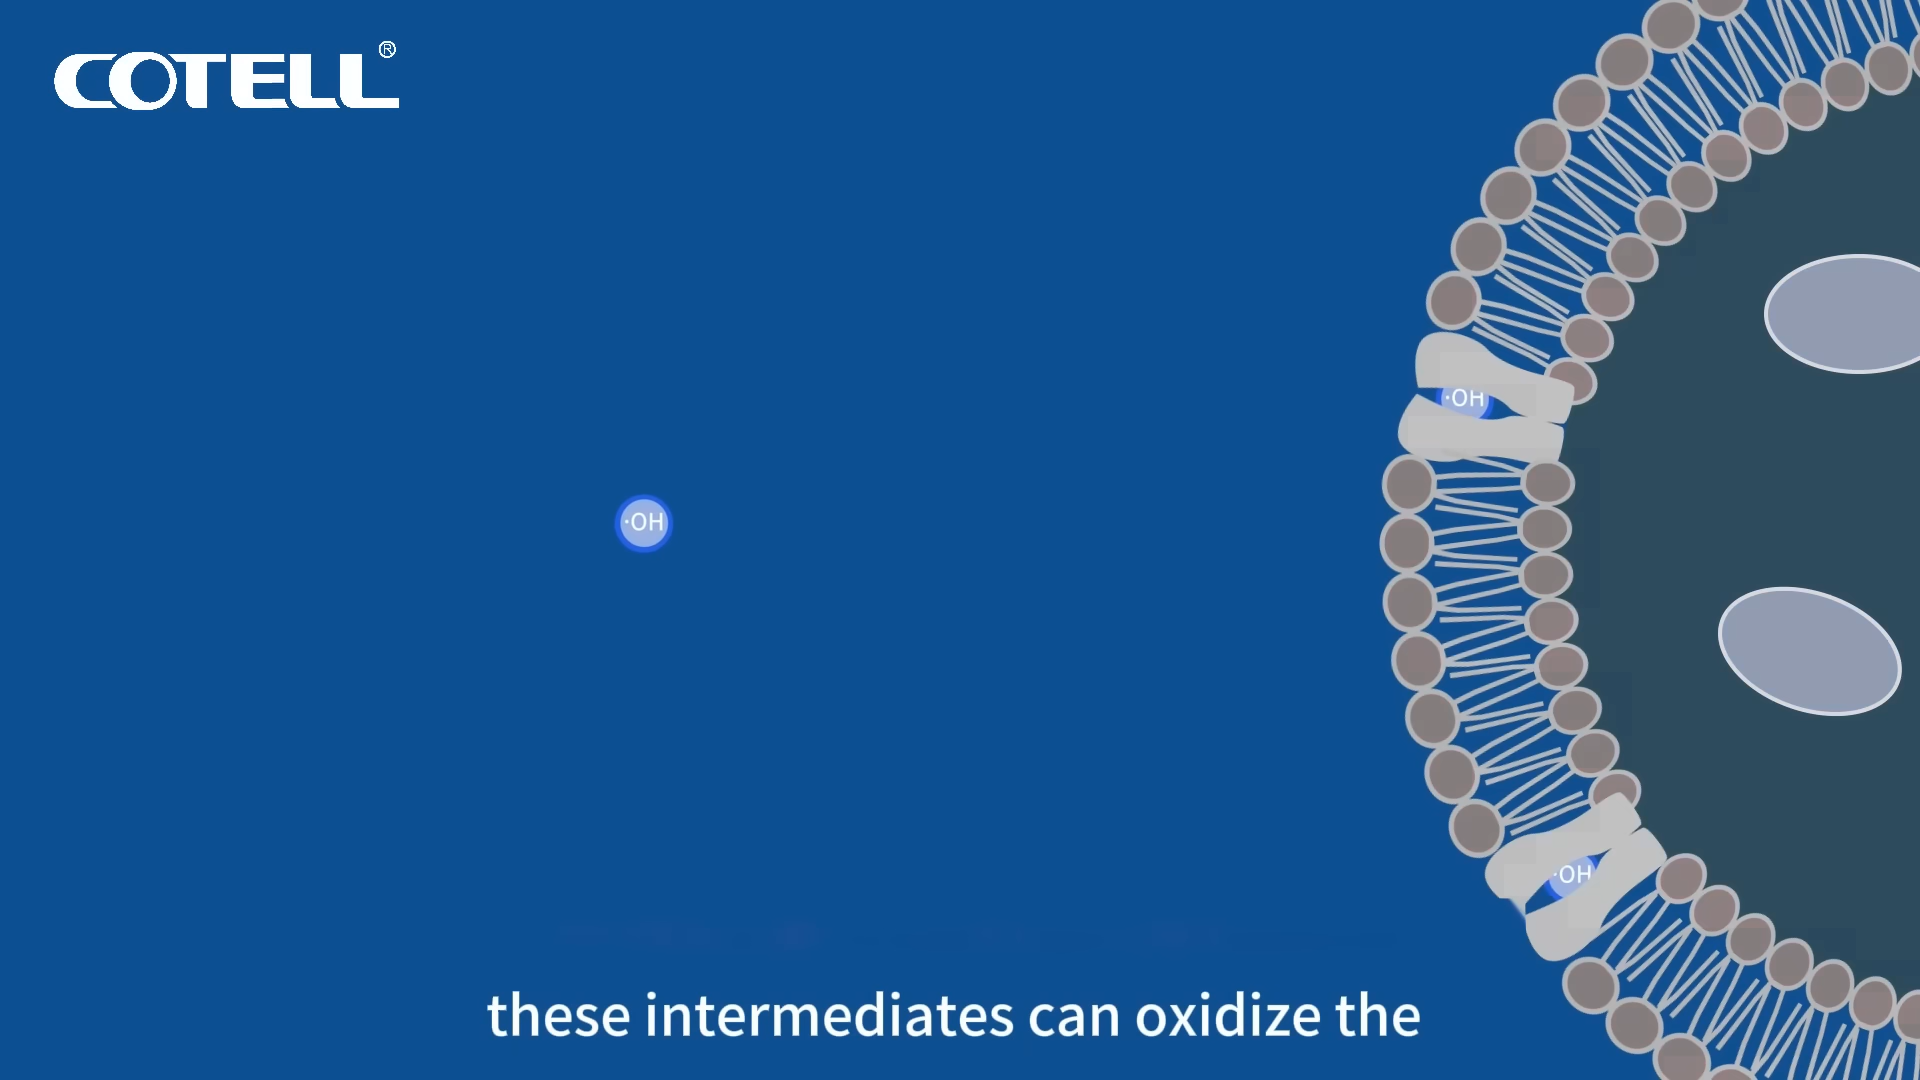 COTELL®
·OH
·OH
·OH
these intermediates can oxidize the